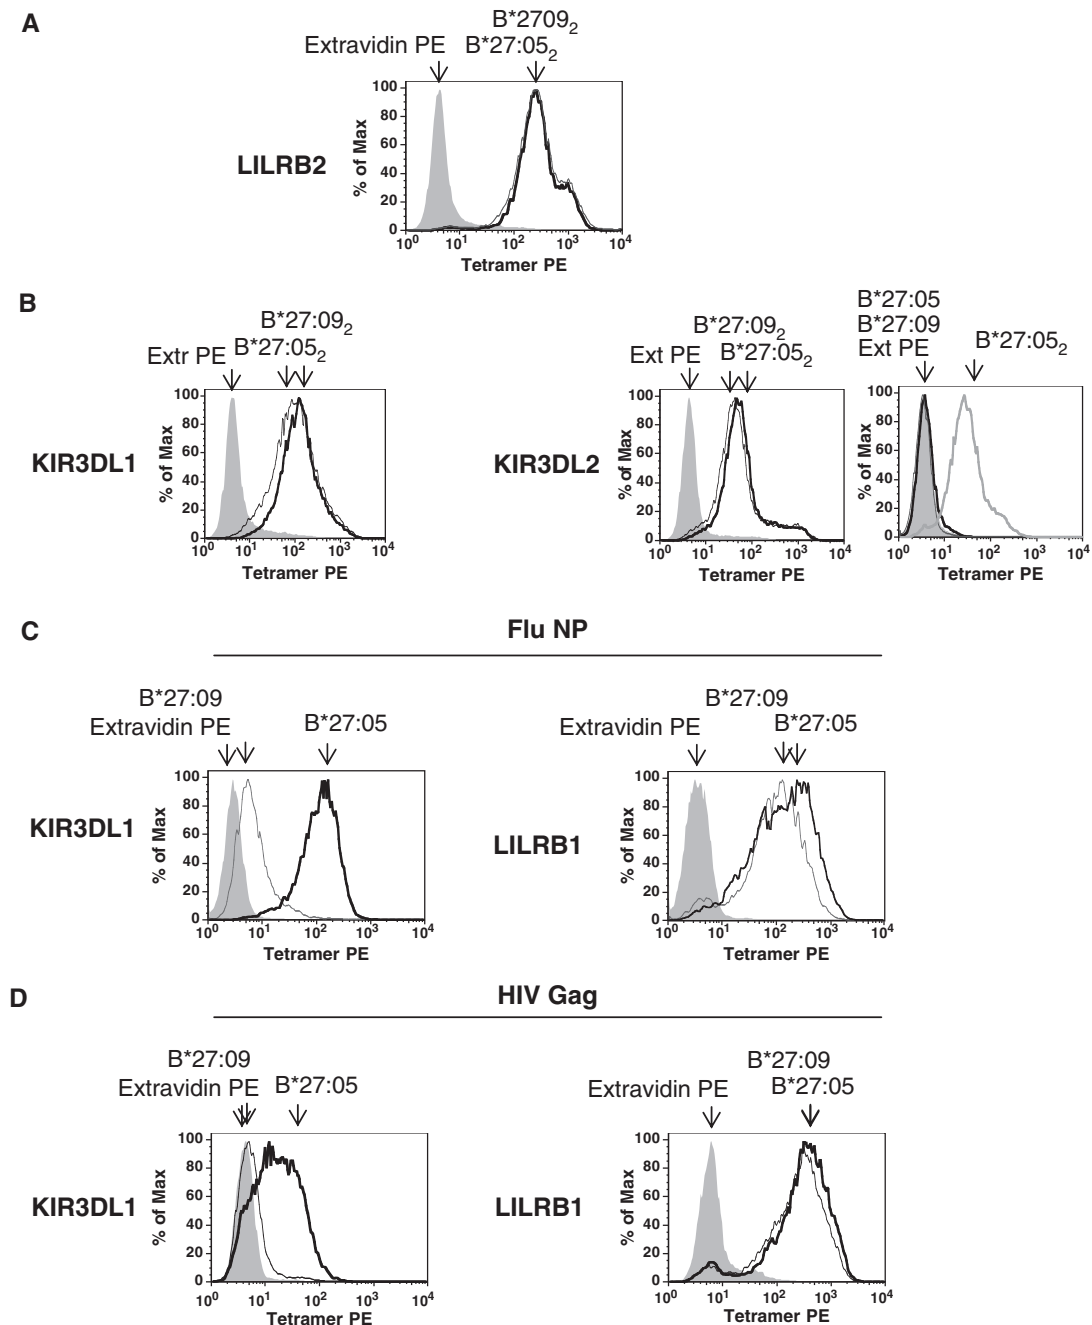 A
B*2709₂
Extravidin PE B*27:05₂
LILRB2
% of Max
100
80
60
40
20
0
10⁰ 10¹ 10² 10³ 10⁴
Tetramer PE
B
B*27:09₂
Extr PE B*27:05₂
KIR3DL1
% of Max
100
80
60
40
20
0
10⁰ 10¹ 10² 10³ 10⁴
Tetramer PE
B*27:09₂
Ext PE B*27:05₂
KIR3DL2
% of Max
100
80
60
40
20
0
10⁰ 10¹ 10² 10³ 10⁴
Tetramer PE
B*27:05
B*27:09
Ext PE B*27:05₂
% of Max
100
80
60
40
20
0
10⁰ 10¹ 10² 10³ 10⁴
Tetramer PE
C
Flu NP
B*27:09
Extravidin PE B*27:05
KIR3DL1
% of Max
100
80
60
40
20
0
10⁰ 10¹ 10² 10³ 10⁴
Tetramer PE
B*27:09
Extravidin PE B*27:05
LILRB1
% of Max
100
80
60
40
20
0
10⁰ 10¹ 10² 10³ 10⁴
Tetramer PE
D
HIV Gag
B*27:09
Extravidin PE B*27:05
KIR3DL1
% of Max
100
80
60
40
20
0
10⁰ 10¹ 10² 10³ 10⁴
Tetramer PE
B*27:09
Extravidin PE B*27:05
LILRB1
% of Max
100
80
60
40
20
0
10⁰ 10¹ 10² 10³ 10⁴
Tetramer PE